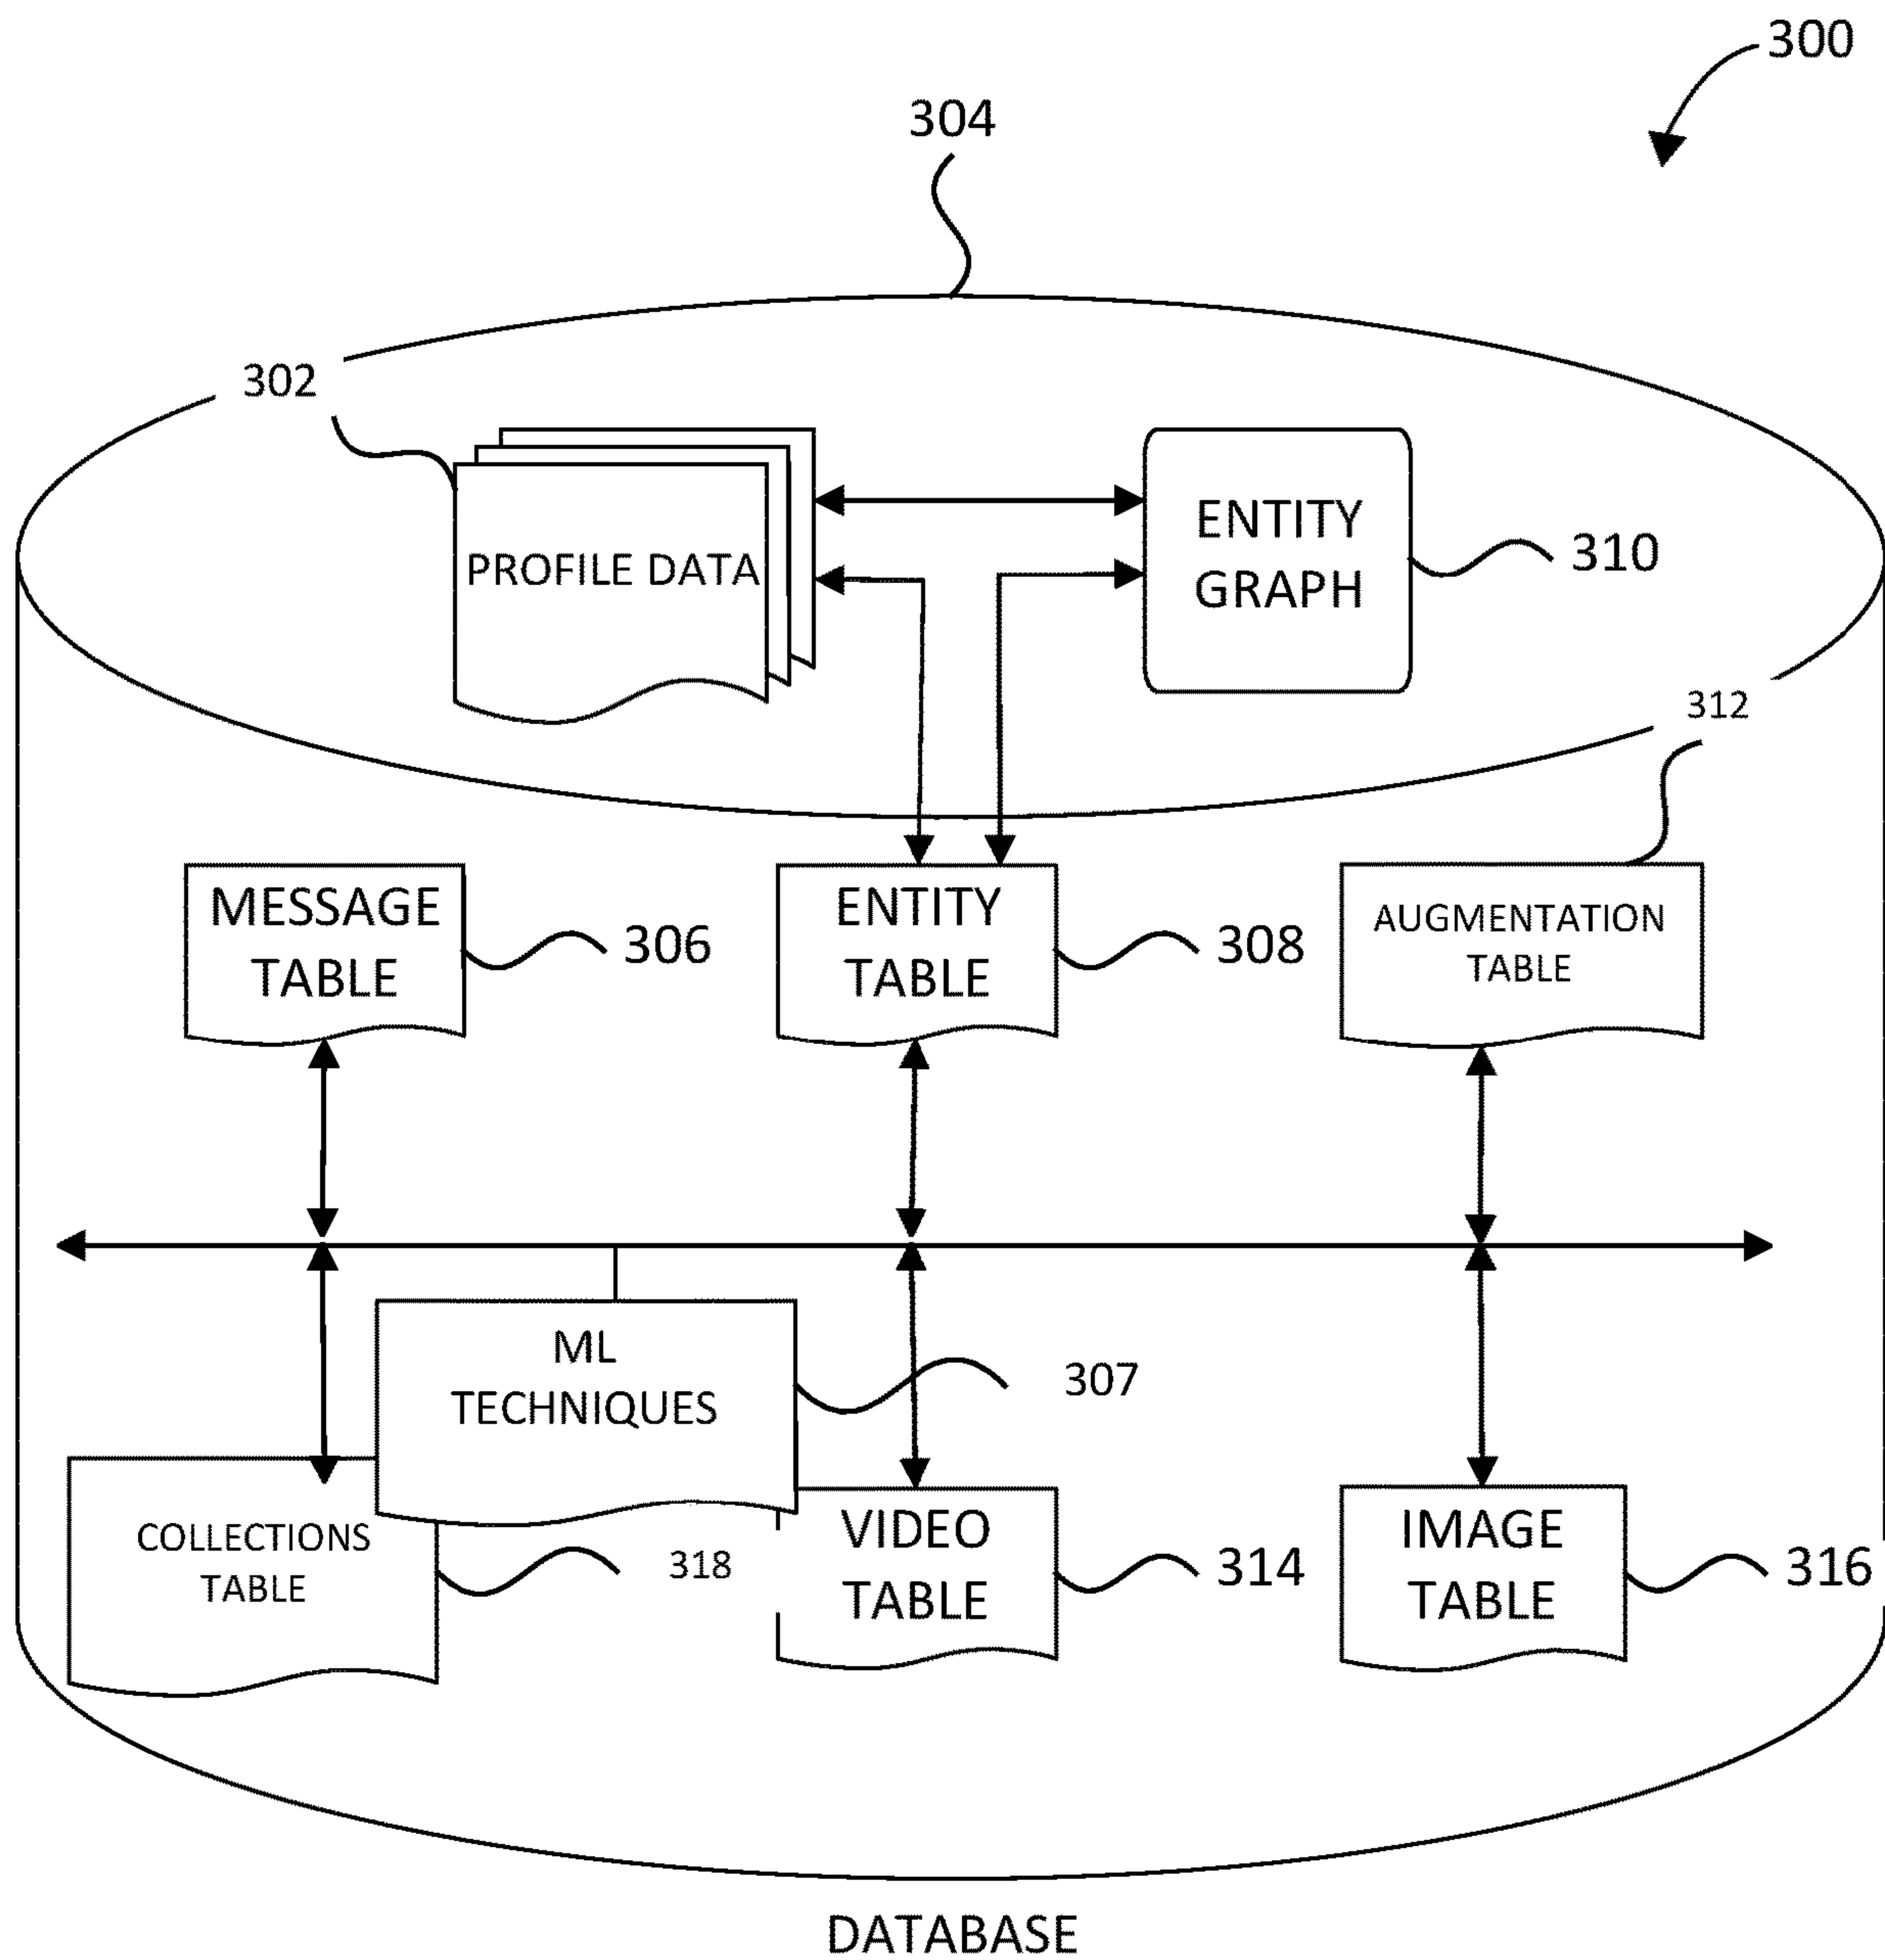 300
304
302
PROFILE DATA
ENTITY
GRAPH
310
312
MESSAGE
TABLE
306
ENTITY
TABLE
308
AUGMENTATION
TABLE
ML
TECHNIQUES
307
COLLECTIONS
TABLE
318
VIDEO
TABLE
314
IMAGE
TABLE
316
DATABASE